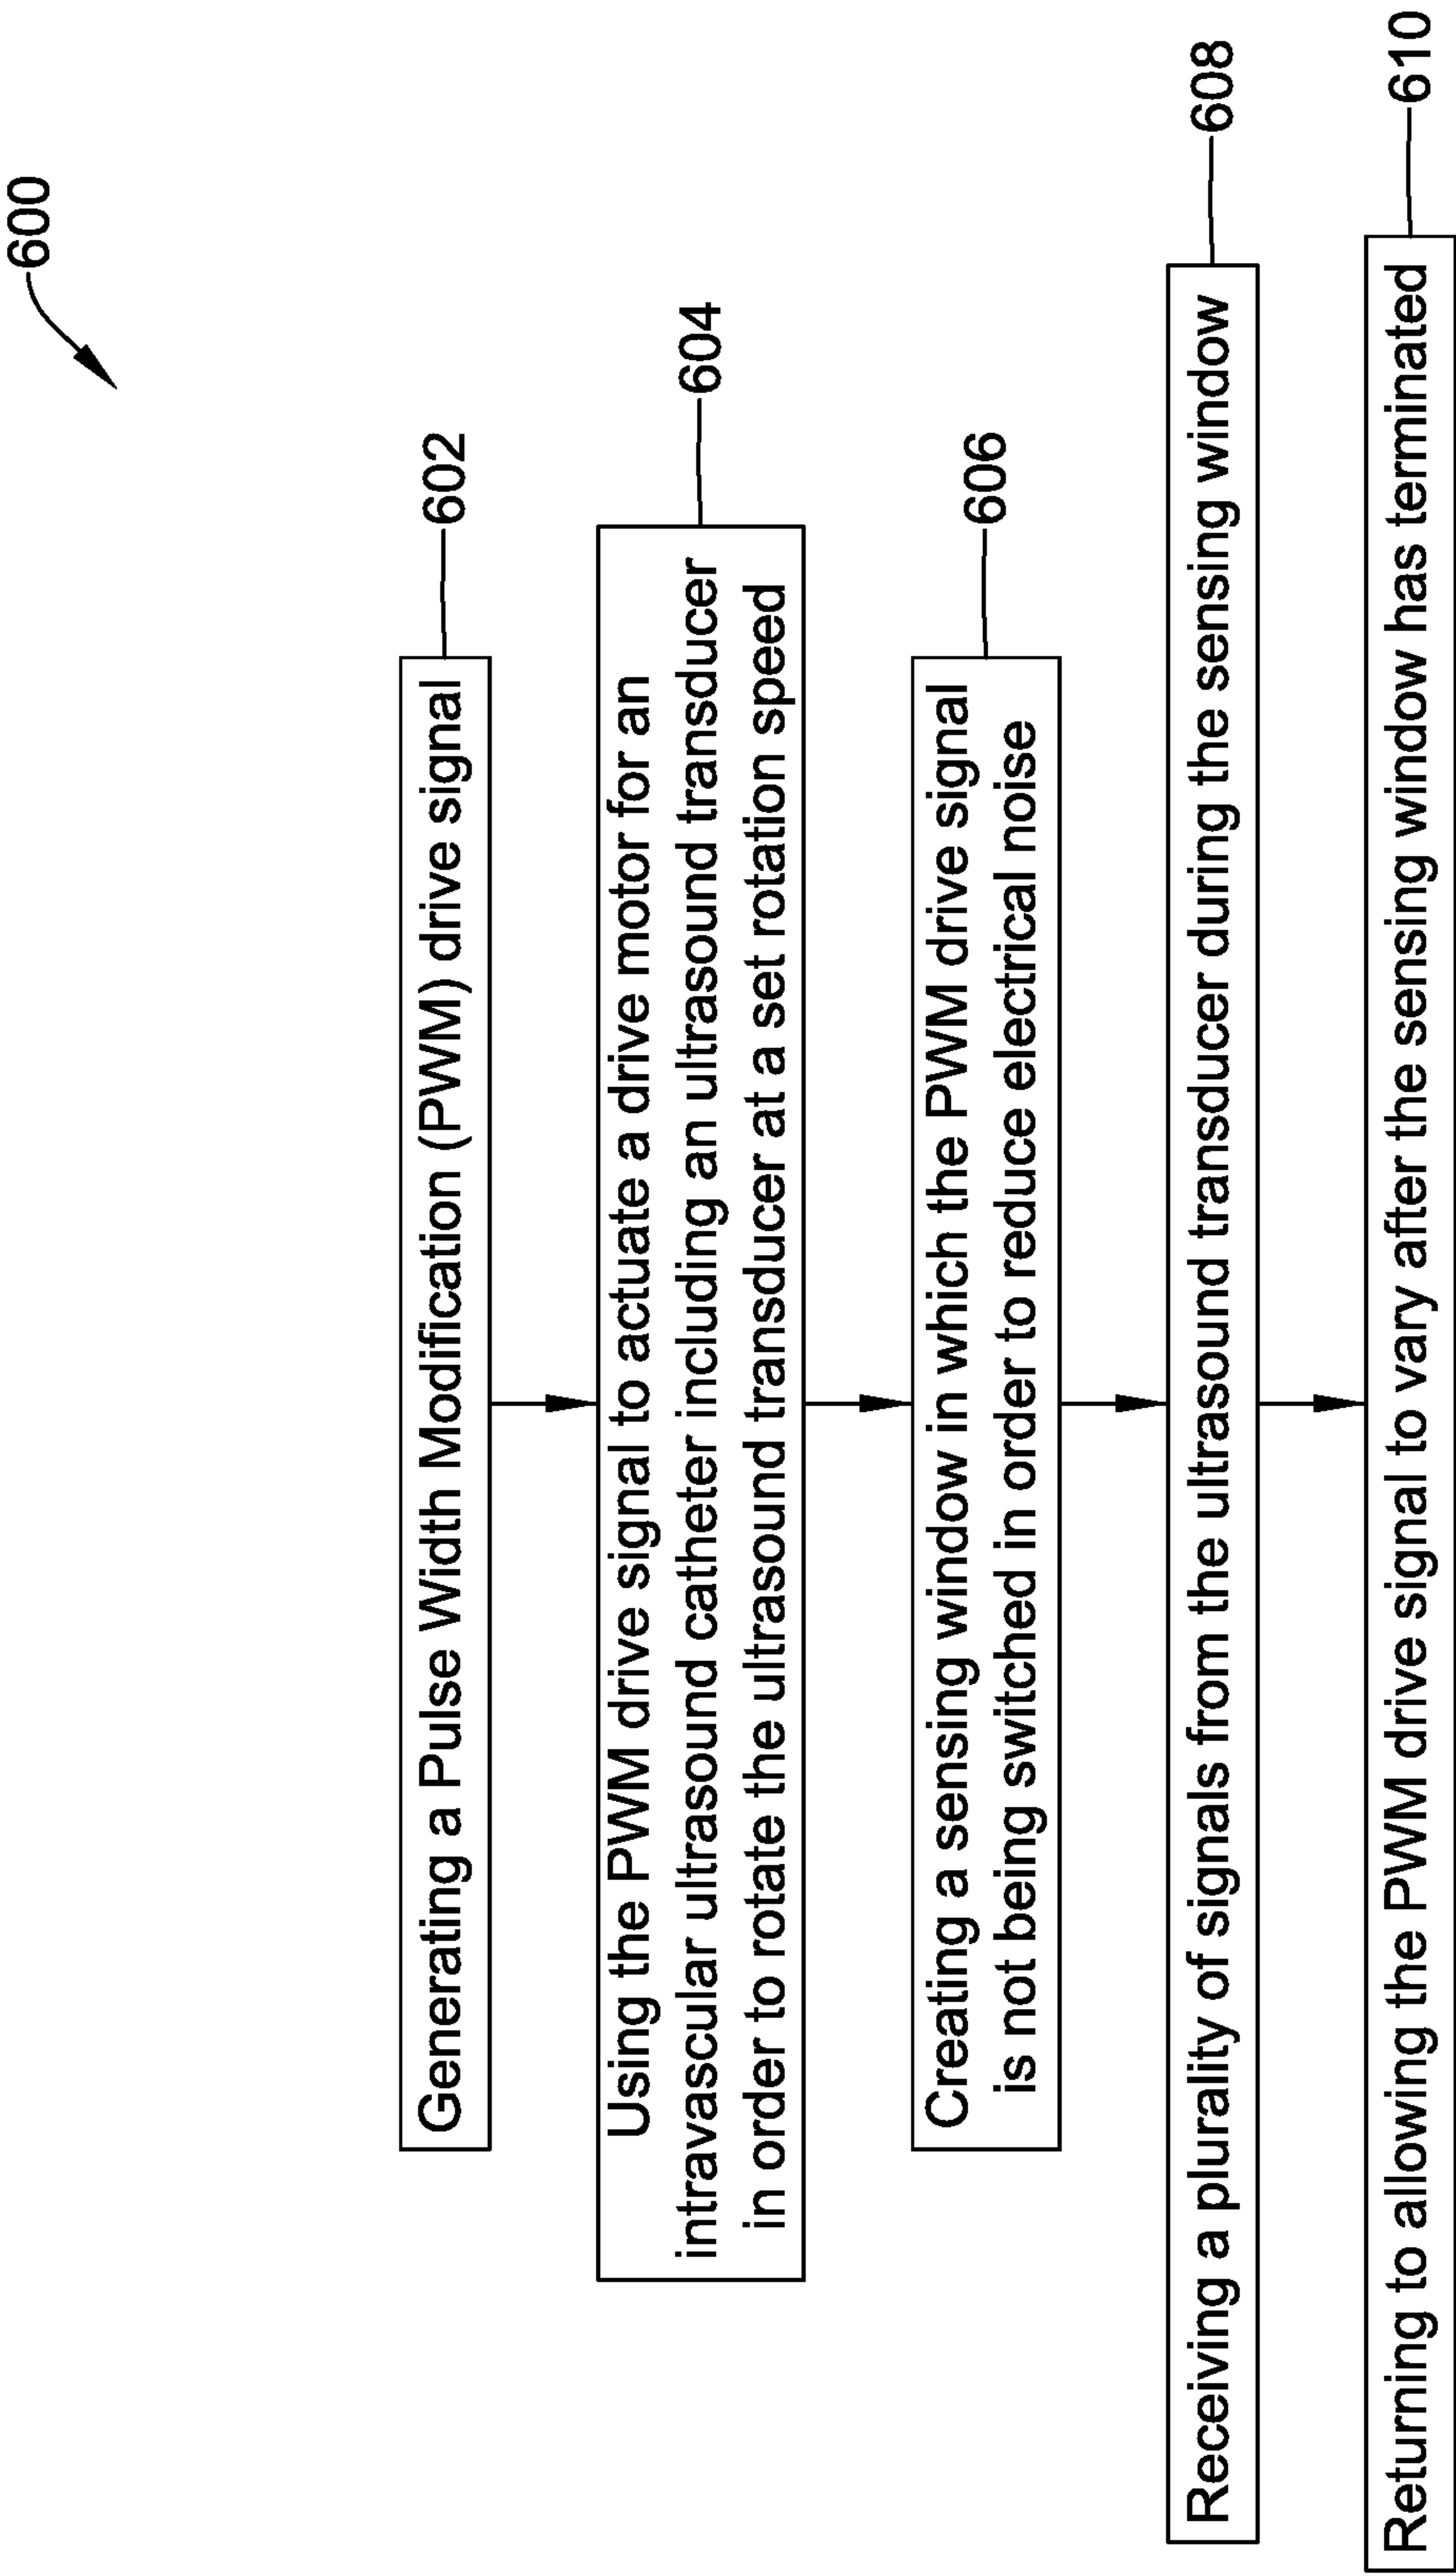 600
Generating a Pulse Width Modification (PWM) drive signal
602
Using the PWM drive signal to actuate a drive motor for an
intravascular ultrasound catheter including an ultrasound transducer
in order to rotate the ultrasound transducer at a set rotation speed
604
Creating a sensing window in which the PWM drive signal
is not being switched in order to reduce electrical noise
606
Receiving a plurality of signals from the ultrasound transducer during the sensing window
608
Returning to allowing the PWM drive signal to vary after the sensing window has terminated
610